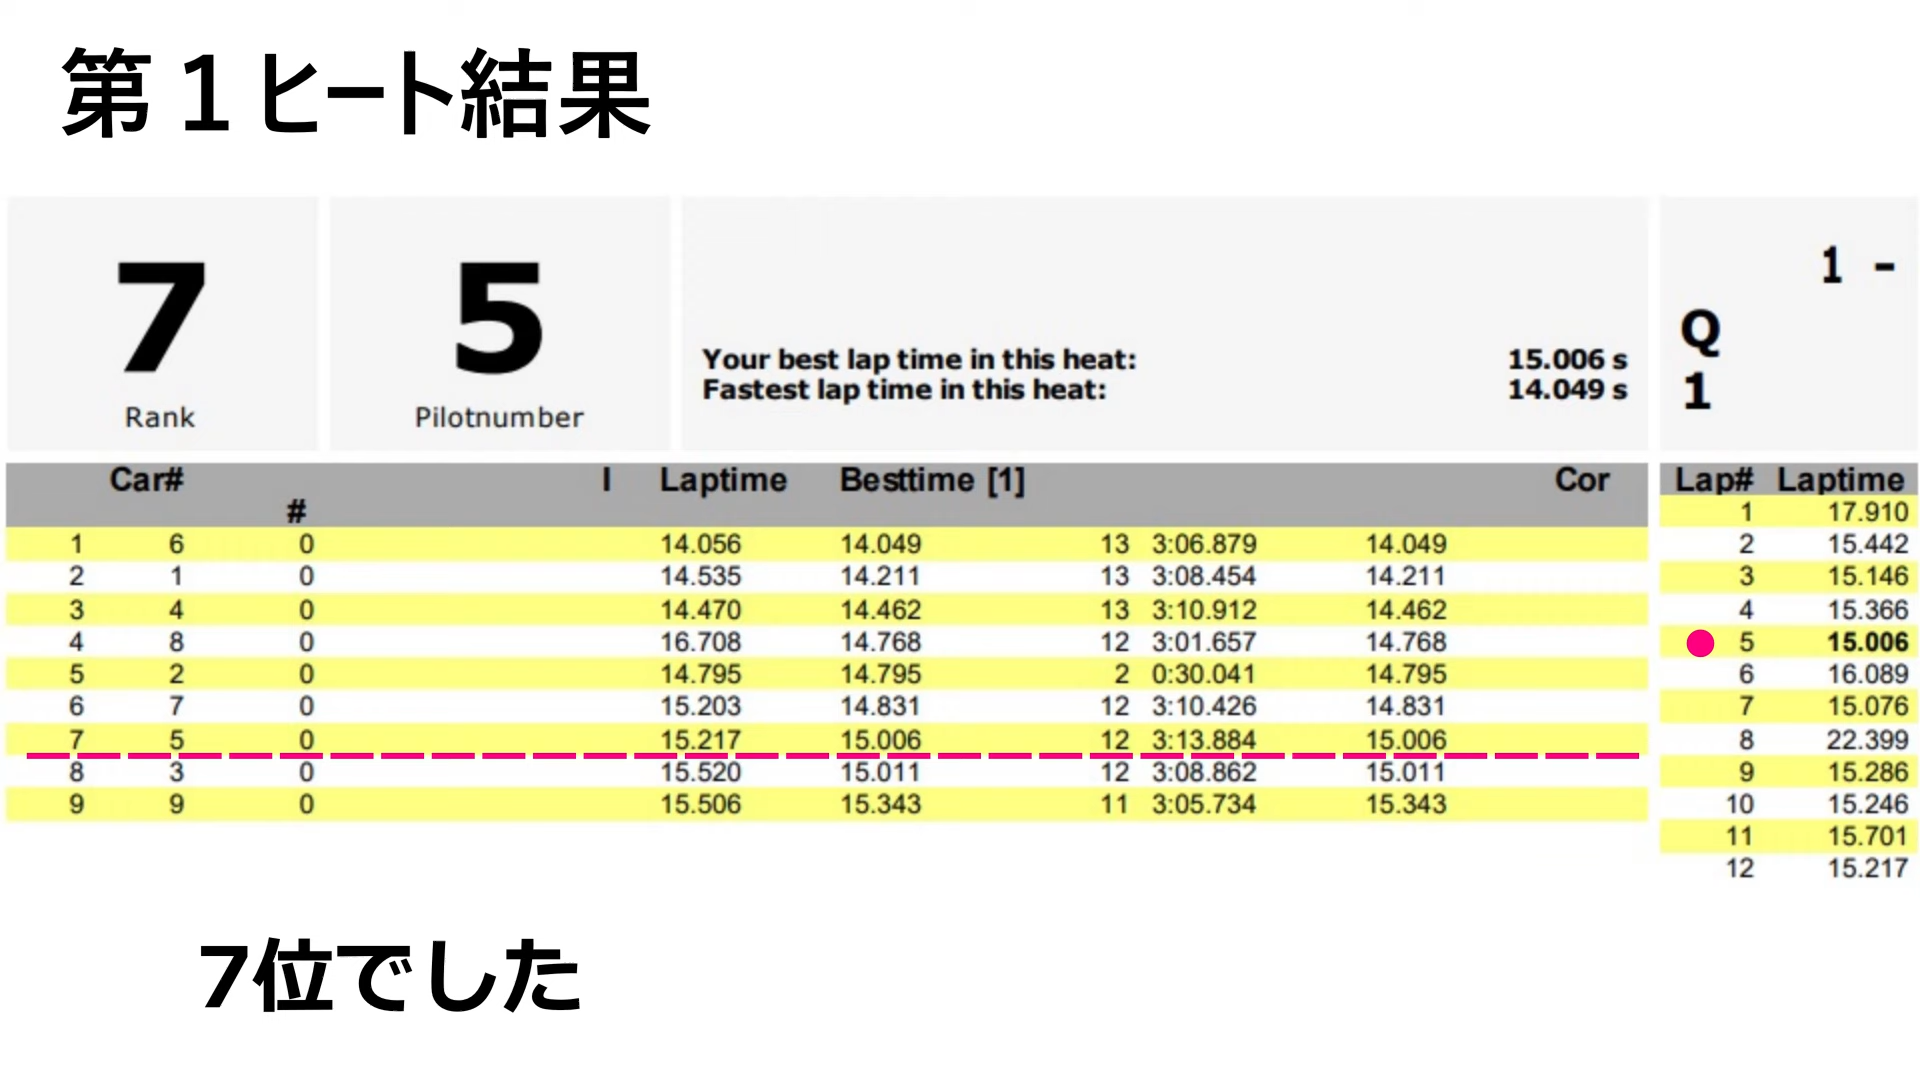 第1ヒート結果
7
Rank
5
Pilotnumber
Your best lap time in this heat: 15.006 s
Fastest lap time in this heat: 14.049 s
1 -
Q
1
Car# # l Laptime Besttime [1] Cor
1 6 0 14.056 14.049 13 3:06.879 14.049
2 1 0 14.535 14.211 13 3:08.454 14.211
3 4 0 14.470 14.462 13 3:10.912 14.462
4 8 0 16.708 14.768 12 3:01.657 14.768
5 2 0 14.795 14.795 2 0:30.041 14.795
6 7 0 15.203 14.831 12 3:10.426 14.831
7 5 0 15.217 15.006 12 3:13.884 15.006
8 3 0 15.520 15.011 12 3:08.862 15.011
9 9 0 15.506 15.343 11 3:05.734 15.343
Lap# Laptime
1 17.910
2 15.442
3 15.146
4 15.366
5 15.006
6 16.089
7 15.076
8 22.399
9 15.286
10 15.246
11 15.701
12 15.217
7位でした